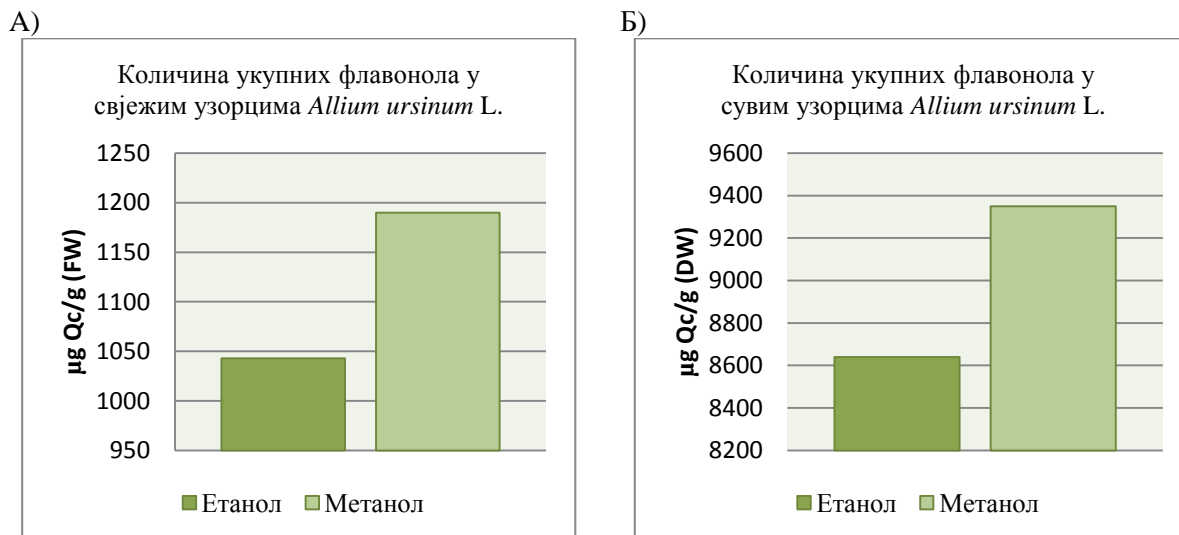 А)
Количина укупних флавонола у
свјежим узорцима Allium ursinum L.
1250
1200
1150
1100
1050
1000
950
µg Qc/g (FW)
Етанол
Метанол
Б)
Количина укупних флавонола у
сувим узорцима Allium ursinum L.
9600
9400
9200
9000
8800
8600
8400
8200
µg Qc/g (DW)
Етанол
Метанол